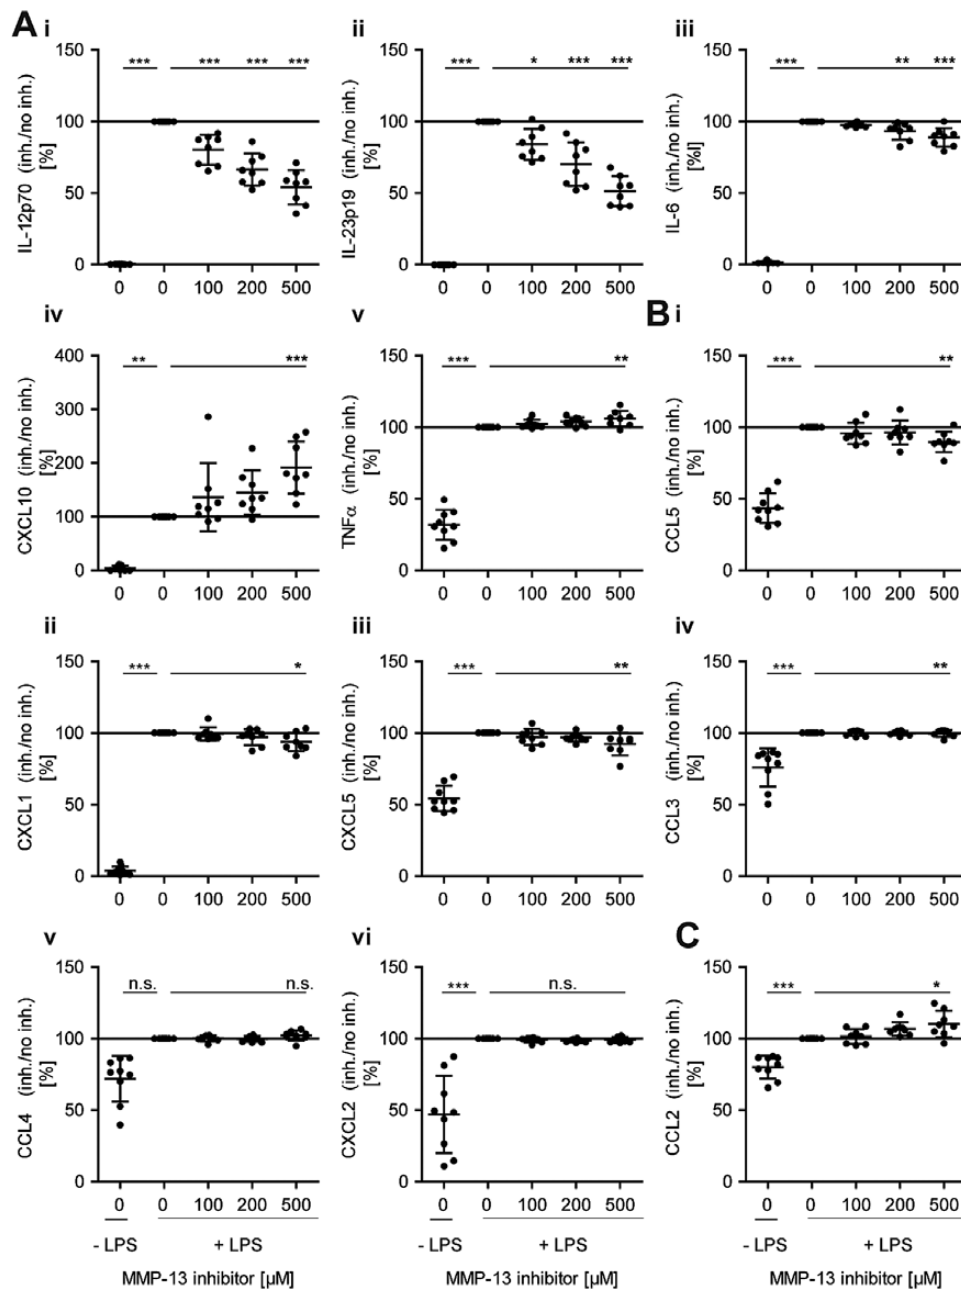 A i
ii
iii
150
100
50
0
IL-12p70 (inh./no inh.)
[%]
***
***
***
***
0 0 100 200 500
150
100
50
0
IL-23p19 (inh./no inh.)
[%]
***
*
***
***
0 0 100 200 500
150
100
50
0
IL-6 (inh./no inh.)
[%]
***
**
***
0 0 100 200 500
iv
v
B i
400
300
200
100
0
CXCL10 (inh./no inh.)
[%]
**
***
0 0 100 200 500
150
100
50
0
TNFα (inh./no inh.)
[%]
***
**
0 0 100 200 500
150
100
50
0
CCL5 (inh./no inh.)
[%]
***
**
0 0 100 200 500
ii
iii
iv
150
100
50
0
CXCL1 (inh./no inh.)
[%]
***
*
0 0 100 200 500
150
100
50
0
CXCL5 (inh./no inh.)
[%]
***
**
0 0 100 200 500
150
100
50
0
CCL3 (inh./no inh.)
[%]
***
**
0 0 100 200 500
v
vi
C
150
100
50
0
CCL4 (inh./no inh.)
[%]
n.s.
n.s.
0 0 100 200 500
- LPS + LPS
MMP-13 inhibitor [µM]
150
100
50
0
CXCL2 (inh./no inh.)
[%]
***
n.s.
0 0 100 200 500
- LPS + LPS
MMP-13 inhibitor [µM]
150
100
50
0
CCL2 (inh./no inh.)
[%]
***
*
0 0 100 200 500
- LPS + LPS
MMP-13 inhibitor [µM]